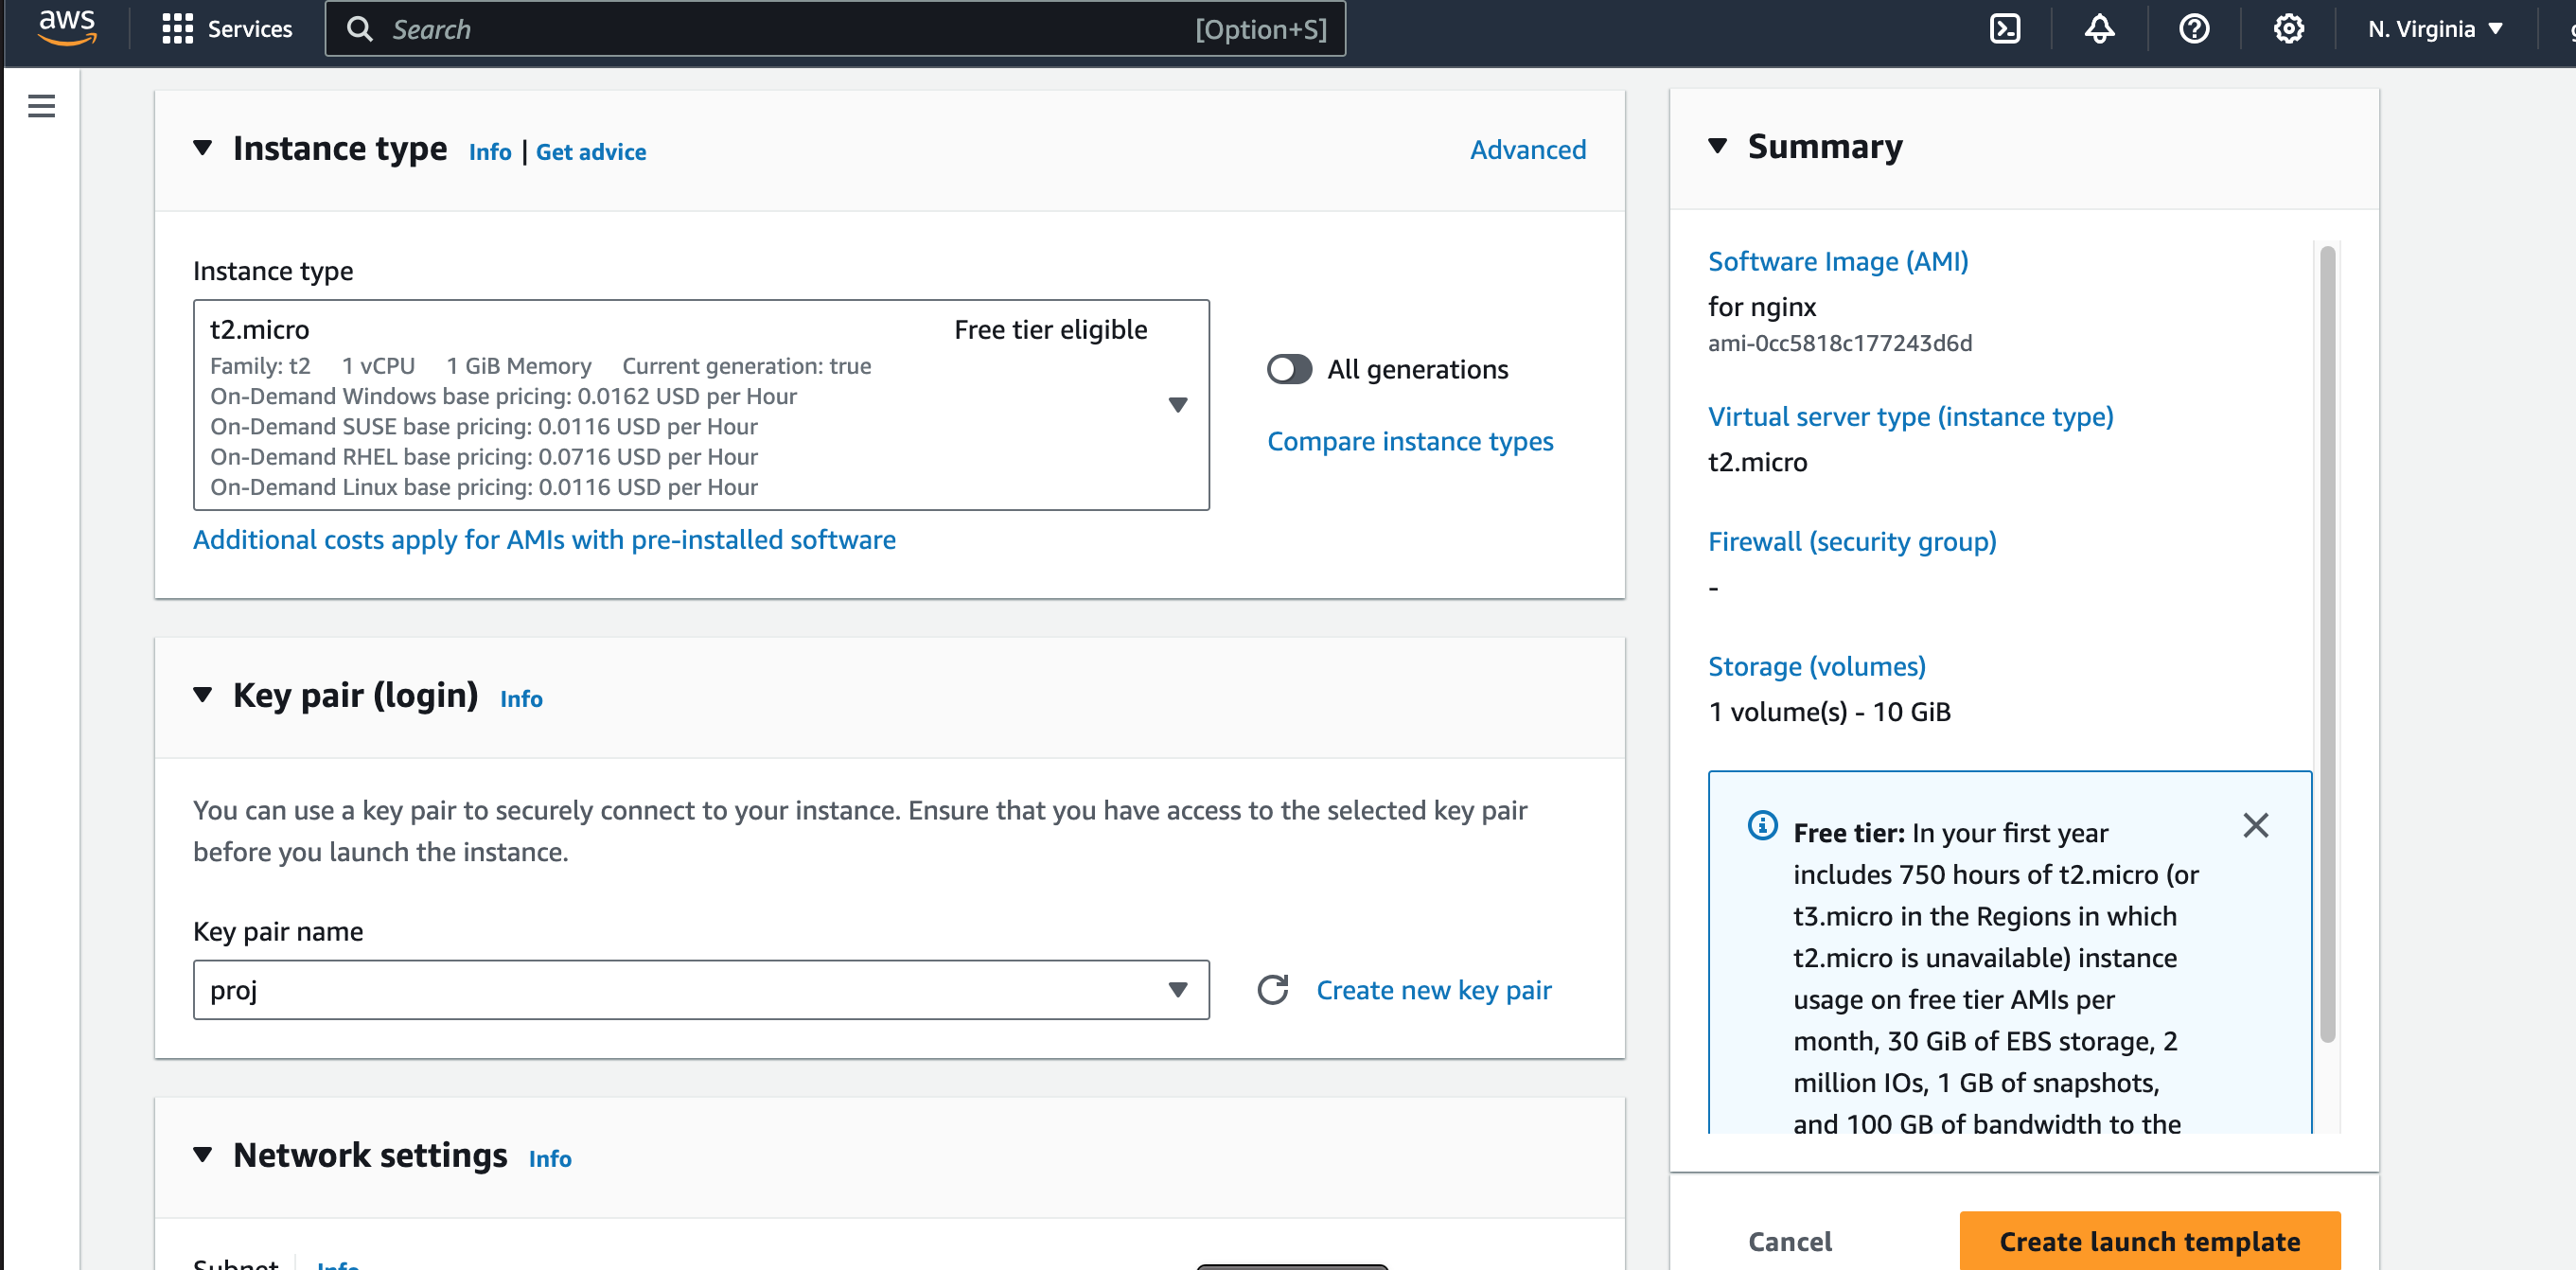 aws
Services
Search
[Option+S]
N. Virginia
Instance type
Info
Get advice
Advanced
Instance type
t2.micro
Free tier eligible
Family: t2 1 vCPU 1 GiB Memory Current generation: true
On-Demand Windows base pricing: 0.0162 USD per Hour
On-Demand SUSE base pricing: 0.0116 USD per Hour
On-Demand RHEL base pricing: 0.0716 USD per Hour
On-Demand Linux base pricing: 0.0116 USD per Hour
All generations
Compare instance types
Additional costs apply for AMIs with pre-installed software
Key pair (login)
Info
You can use a key pair to securely connect to your instance. Ensure that you have access to the selected key pair
before you launch the instance.
Key pair name
proj
Create new key pair
Network settings
Info
Subnet
Info
Summary
Software Image (AMI)
for nginx
ami-0cc5818c177243d6d
Virtual server type (instance type)
t2.micro
Firewall (security group)
-
Storage (volumes)
1 volume(s) - 10 GiB
Free tier: In your first year
includes 750 hours of t2.micro (or
t3.micro in the Regions in which
t2.micro is unavailable) instance
usage on free tier AMIs per
month, 30 GiB of EBS storage, 2
million IOs, 1 GB of snapshots,
and 100 GB of bandwidth to the
Cancel
Create launch template